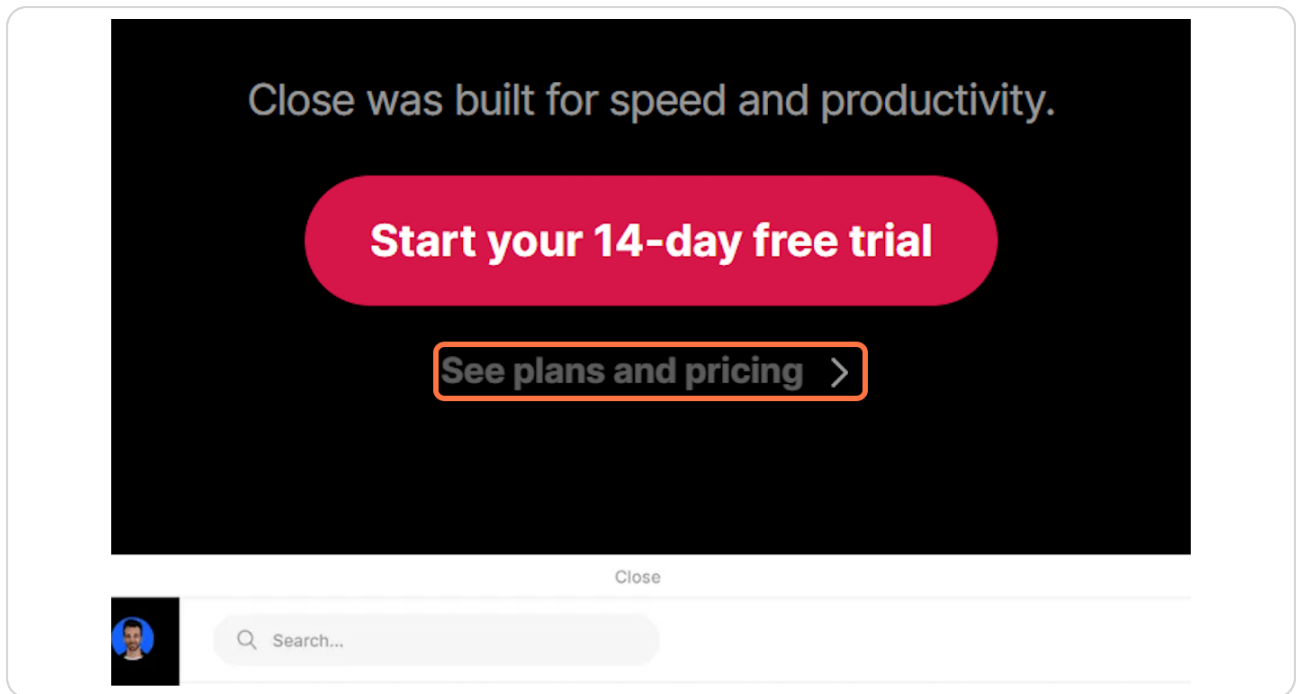 Close was built for speed and productivity.
Start your 14-day free trial
See plans and pricing
Close
Search...